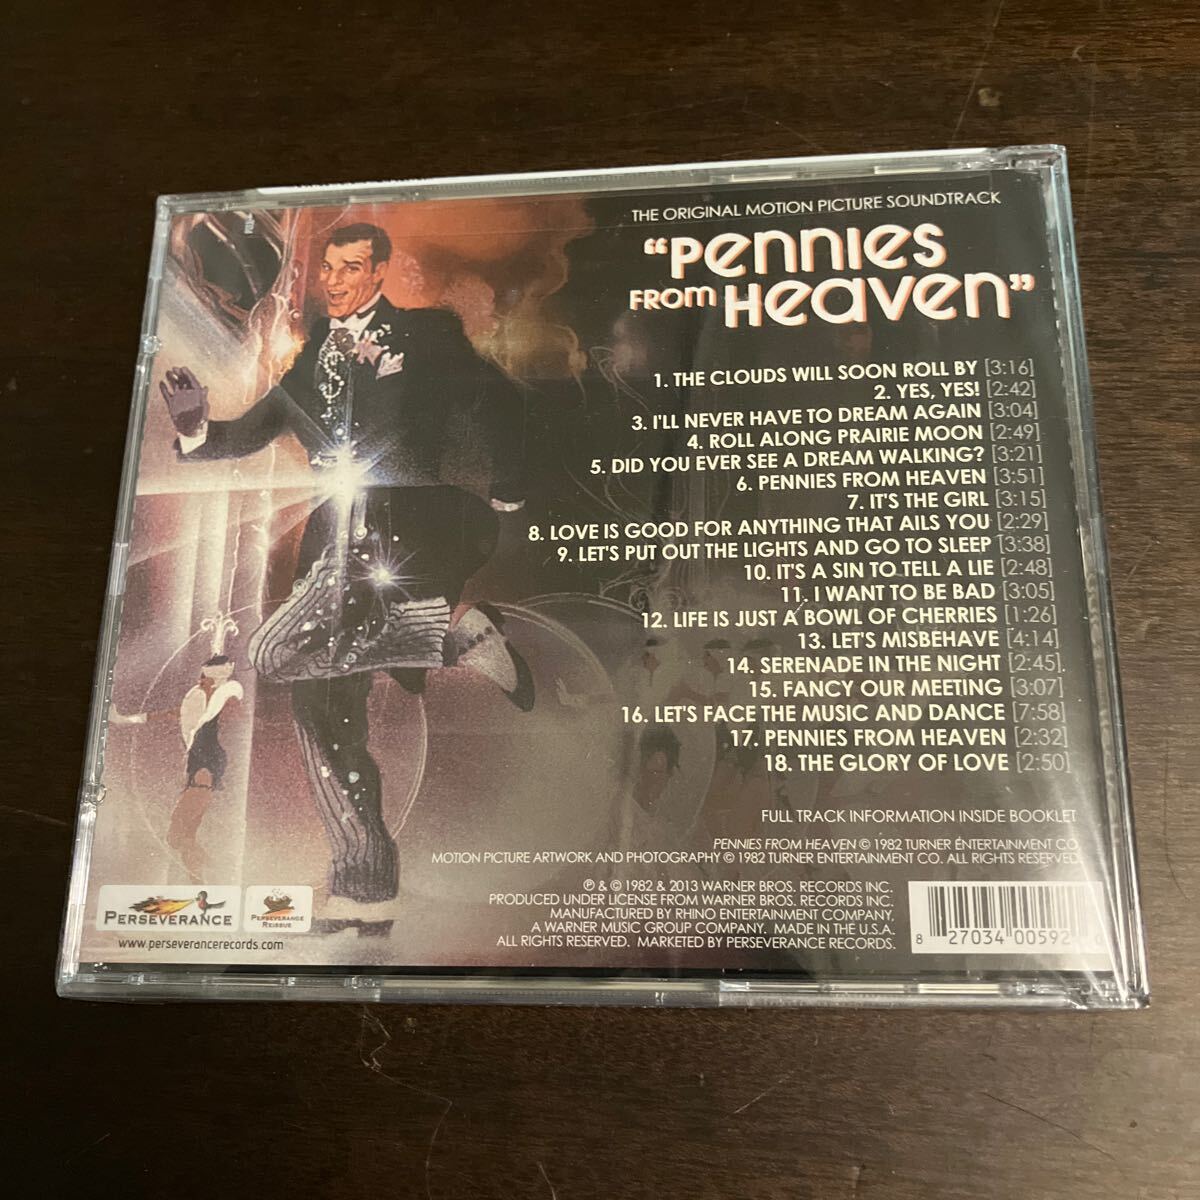 THE ORIGINAL MOTION PICTURE SOUNDTRACK
"PENNIES
FROM HEAVEN"
1. THE CLOUDS WILL SOON ROLL BY [3:16]
2. YES, YES! [2:42]
3. I'LL NEVER HAVE TO DREAM AGAIN [3:04]
4. ROLL ALONG PRAIRIE MOON [2:49]
5. DID YOU EVER SEE A DREAM WALKING? [3:21]
6. PENNIES FROM HEAVEN [3:51]
7. IT'S THE GIRL [3:15]
8. LOVE IS GOOD FOR ANYTHING THAT AILS YOU [2:29]
9. LET'S PUT OUT THE LIGHTS AND GO TO SLEEP [3:38]
10. IT'S A SIN TO TELL A LIE [2:48]
11. I WANT TO BE BAD [3:05]
12. LIFE IS JUST A BOWL OF CHERRIES [1:26]
13. LET'S MISBEHAVE [4:14]
14. SERENADE IN THE NIGHT [2:45]
15. FANCY OUR MEETING [3:07]
16. LET'S FACE THE MUSIC AND DANCE [7:58]
17. PENNIES FROM HEAVEN [2:32]
18. THE GLORY OF LOVE [2:50]
FULL TRACK INFORMATION INSIDE BOOKLET
PENNIES FROM HEAVEN © 1982 TURNER ENTERTAINMENT CO.
MOTION PICTURE ARTWORK AND PHOTOGRAPHY © 1982 TURNER ENTERTAINMENT CO. ALL RIGHTS RESERVED.
℗ & © 1982 & 2013 WARNER BROS. RECORDS INC.
PRODUCED UNDER LICENSE FROM WARNER BROS. RECORDS INC.
MANUFACTURED BY RHINO ENTERTAINMENT COMPANY,
A WARNER MUSIC GROUP COMPANY. MADE IN THE U.S.A.
ALL RIGHTS RESERVED. MARKETED BY PERSEVERANCE RECORDS.
PERSEVERANCE
PERSEVERANCE
REISSUE
www.perseverancerecords.com
8 27034 00592